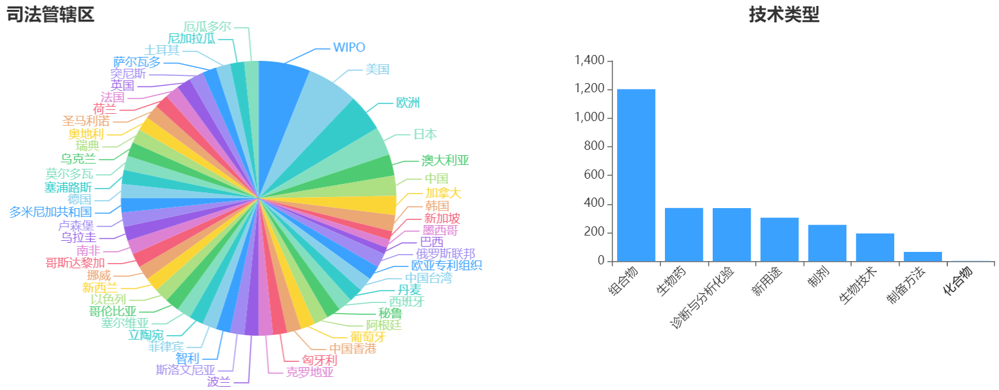 司法管辖区
厄瓜多尔
尼加拉瓜
土耳其
萨尔瓦多
突尼斯
英国
法国
荷兰
圣马利诺
奥地利
瑞典
乌克兰
莫尔多瓦
塞浦路斯
德国
多米尼加共和国
卢森堡
乌拉圭
南非
哥斯达黎加
挪威
新西兰
以色列
哥伦比亚
塞尔维亚
立陶宛
菲律宾
智利
斯洛文尼亚
波兰
WIPO
美国
欧洲
日本
澳大利亚
中国
加拿大
韩国
新加坡
墨西哥
巴西
俄罗斯联邦
欧亚专利组织
中国台湾
丹麦
西班牙
秘鲁
阿根廷
葡萄牙
中国香港
匈牙利
克罗地亚
技术类型
1,400
1,200
1,000
800
600
400
200
0
组合物
生物药
诊断与分析化验
新用途
制剂
生物技术
制备方法
化合物